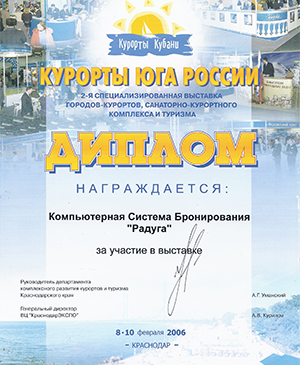 Курорты Кубани
КУРОРТЫ ЮГА РОССИИ
2-Я СПЕЦИАЛИЗИРОВАННАЯ ВЫСТАВКА
ГОРОДОВ-КУРОРТОВ, САНАТОРНО-КУРОРТНОГО
КОМПЛЕКСА И ТУРИЗМА
ДИПЛОМ
НАГРАЖДАЕТСЯ:
Компьютерная Система Бронирования
"Радуга"
за участие в выставке
Руководитель департамента
комплексного развития курортов и туризма
Краснодарского края
А.Г. Уманский
Генеральный директор
ВЦ "КраснодарЭКСПО"
А.В.
8-10 февраля 2006
- КРАСНОДАР -